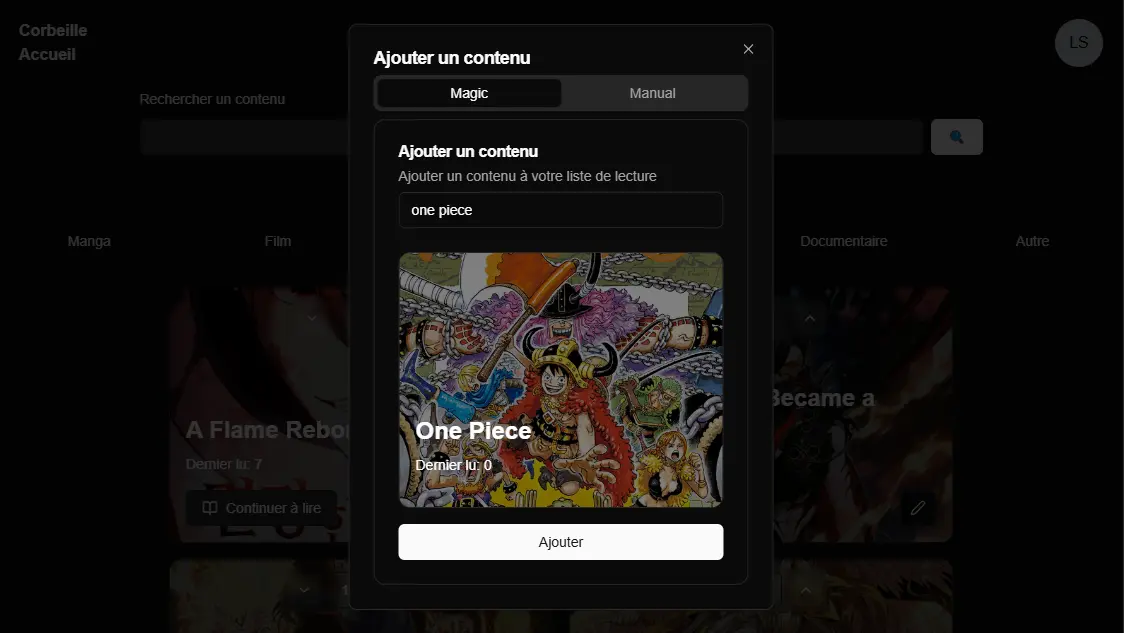 Corbeille
Accueil
LS
Rechercher un contenu
Ajouter un contenu
Magic
Manual
Ajouter un contenu
Ajouter un contenu à votre liste de lecture
one piece
Manga
Film
Documentaire
Autre
One Piece
Dernier lu: 0
Ajouter
A Flame Rebor
Dernier lu: 7
Continuer à lire
Became a